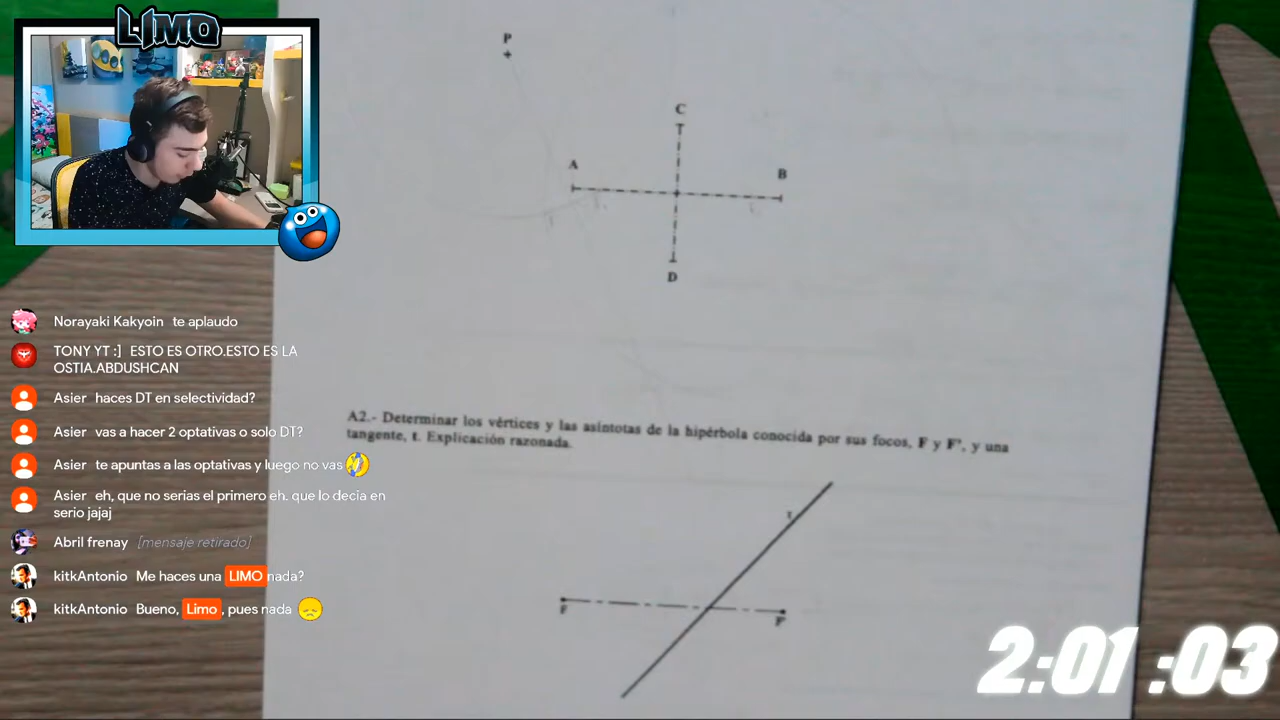 LIMO
P
C
A
B
D
Norayaki Kakyoin te aplaudo
TONY YT :] ESTO ES OTRO.ESTO ES LA
OSTIA.ABDUSHCAN
Asier haces DT en selectividad?
Asier vas a hacer 2 optativas o solo DT?
Asier te apuntas a las optativas y luego no vas
Asier eh, que no serias el primero eh. que lo decia en
serio jajaj
Abril frenay [mensaje retirado]
kitkAntonio Me haces una LIMO nada?
kitkAntonio Bueno, Limo, pues nada
A2.- Determinar los vértices y las asíntotas de la hipérbola conocida por sus focos, F y F', y una
tangente, t. Explicación razonada.
t
F
F'
2:01:03